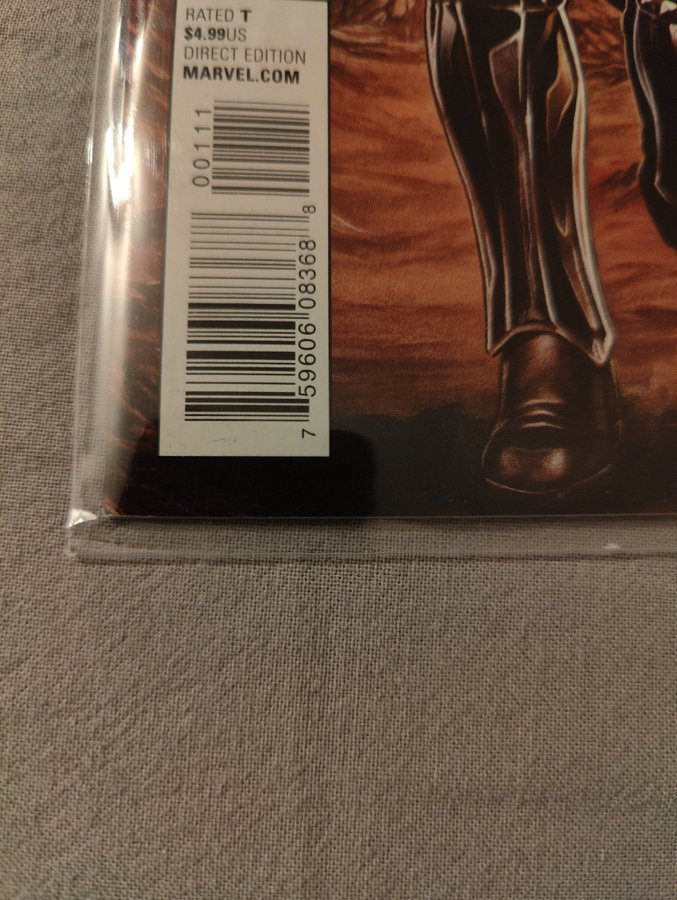 RATED T
$4.99US
DIRECT EDITION
MARVEL.COM
00111
7 59606 08368 8